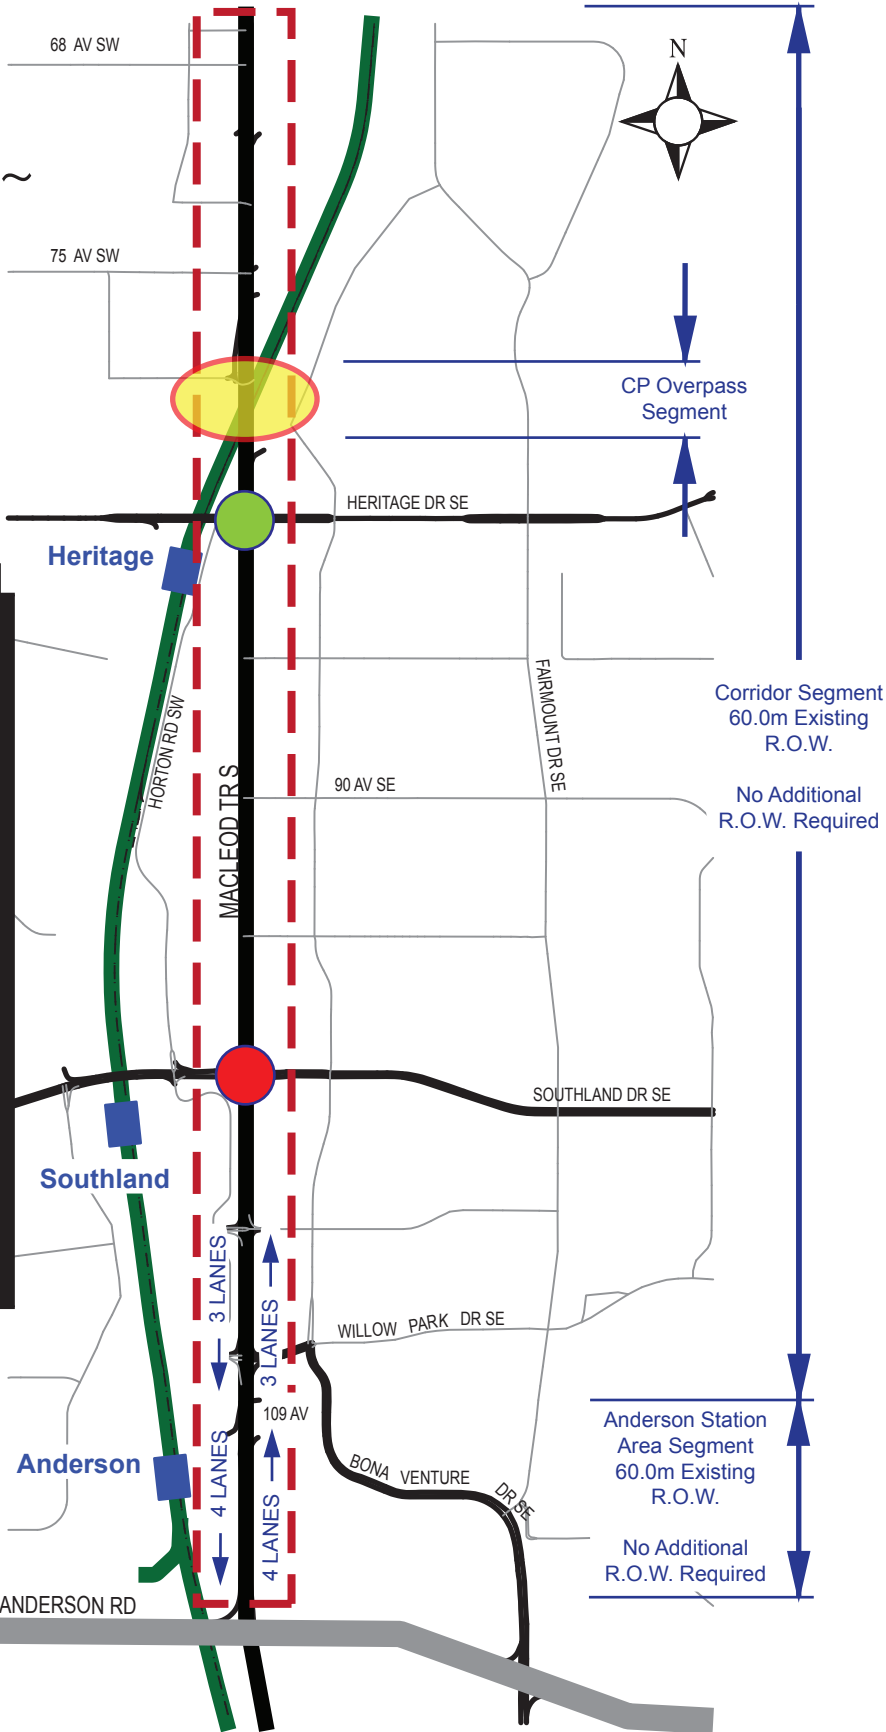 68 AV SW
N
~
75 AV SW
CP Overpass
Segment
HERITAGE DR SE
Heritage
FAIRMOUNT DR SE
Corridor Segment
60.0m Existing
R.O.W.
No Additional
R.O.W. Required
HORTON RD SW
MACLEOD TR S
90 AV SE
SOUTHLAND DR SE
Southland
3 LANES
3 LANES
WILLOW PARK DR SE
109 AV
Anderson Station
Area Segment
60.0m Existing
R.O.W.
No Additional
R.O.W. Required
Anderson
4 LANES
4 LANES
BONA VENTURE DR SE
ANDERSON RD